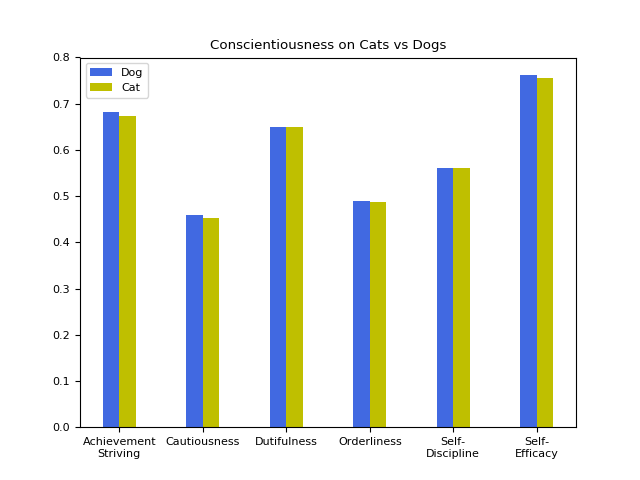 Conscientiousness on Cats vs Dogs
Dog
Cat
0.8
0.7
0.6
0.5
0.4
0.3
0.2
0.1
0.0
Achievement
Striving
Cautiousness
Dutifulness
Orderliness
Self-
Discipline
Self-
Efficacy